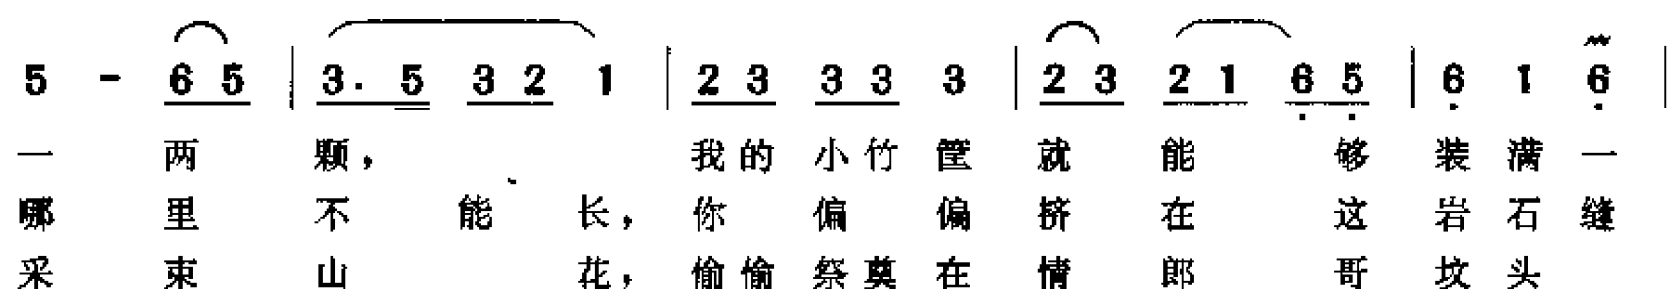 5 - 6 5 | 3. 5 3 2 1 | 2 3 3 3 3 | 2 3 2 1 6 5 | 6 1 6 |
一 两 颗， 我 的 小 竹 筐 就 能 够 装 满 一
哪 里 不 能 长， 你 偏 偏 挤 在 这 岩 石 缝
采 束 山 花， 偷 偷 祭 奠 在 情 郎 哥 坟 头